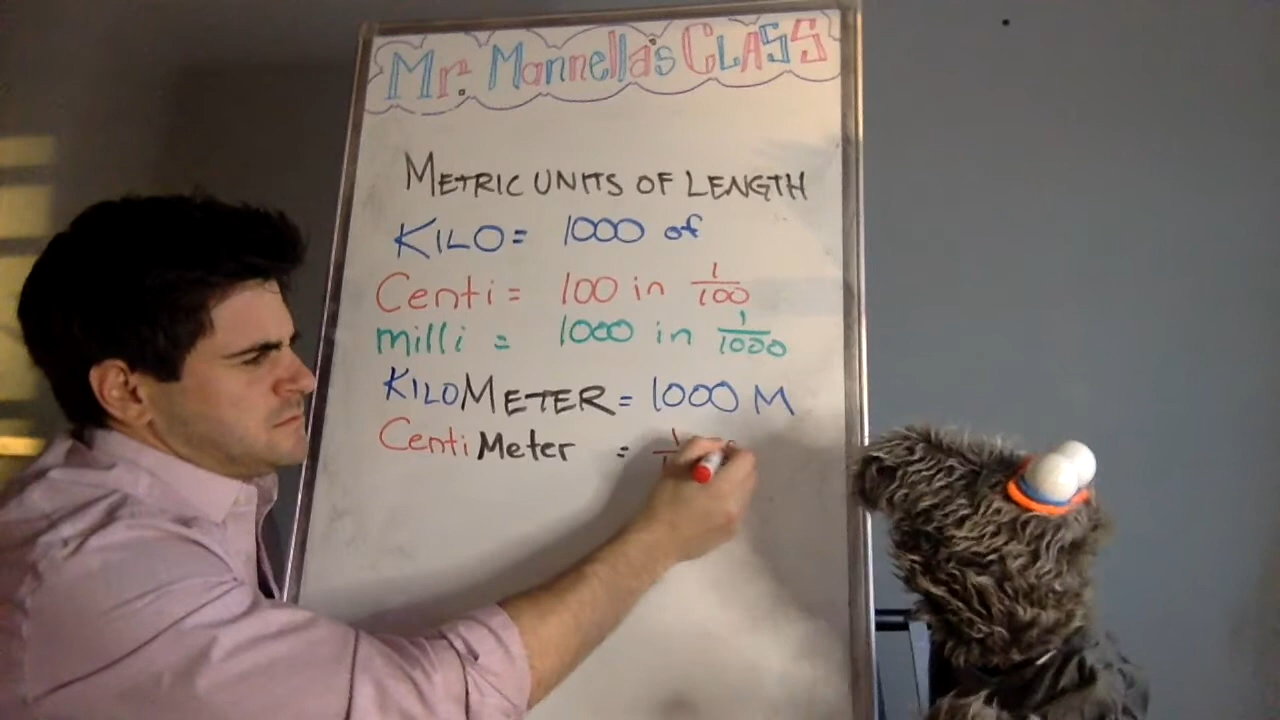 Mr. Mannella's CLASS
METRIC UNITS OF LENGTH
KILO = 1000 of
Centi = 100 in 1/100
milli = 1000 in 1/1000
KILOMETER = 1000 M
CentiMeter =